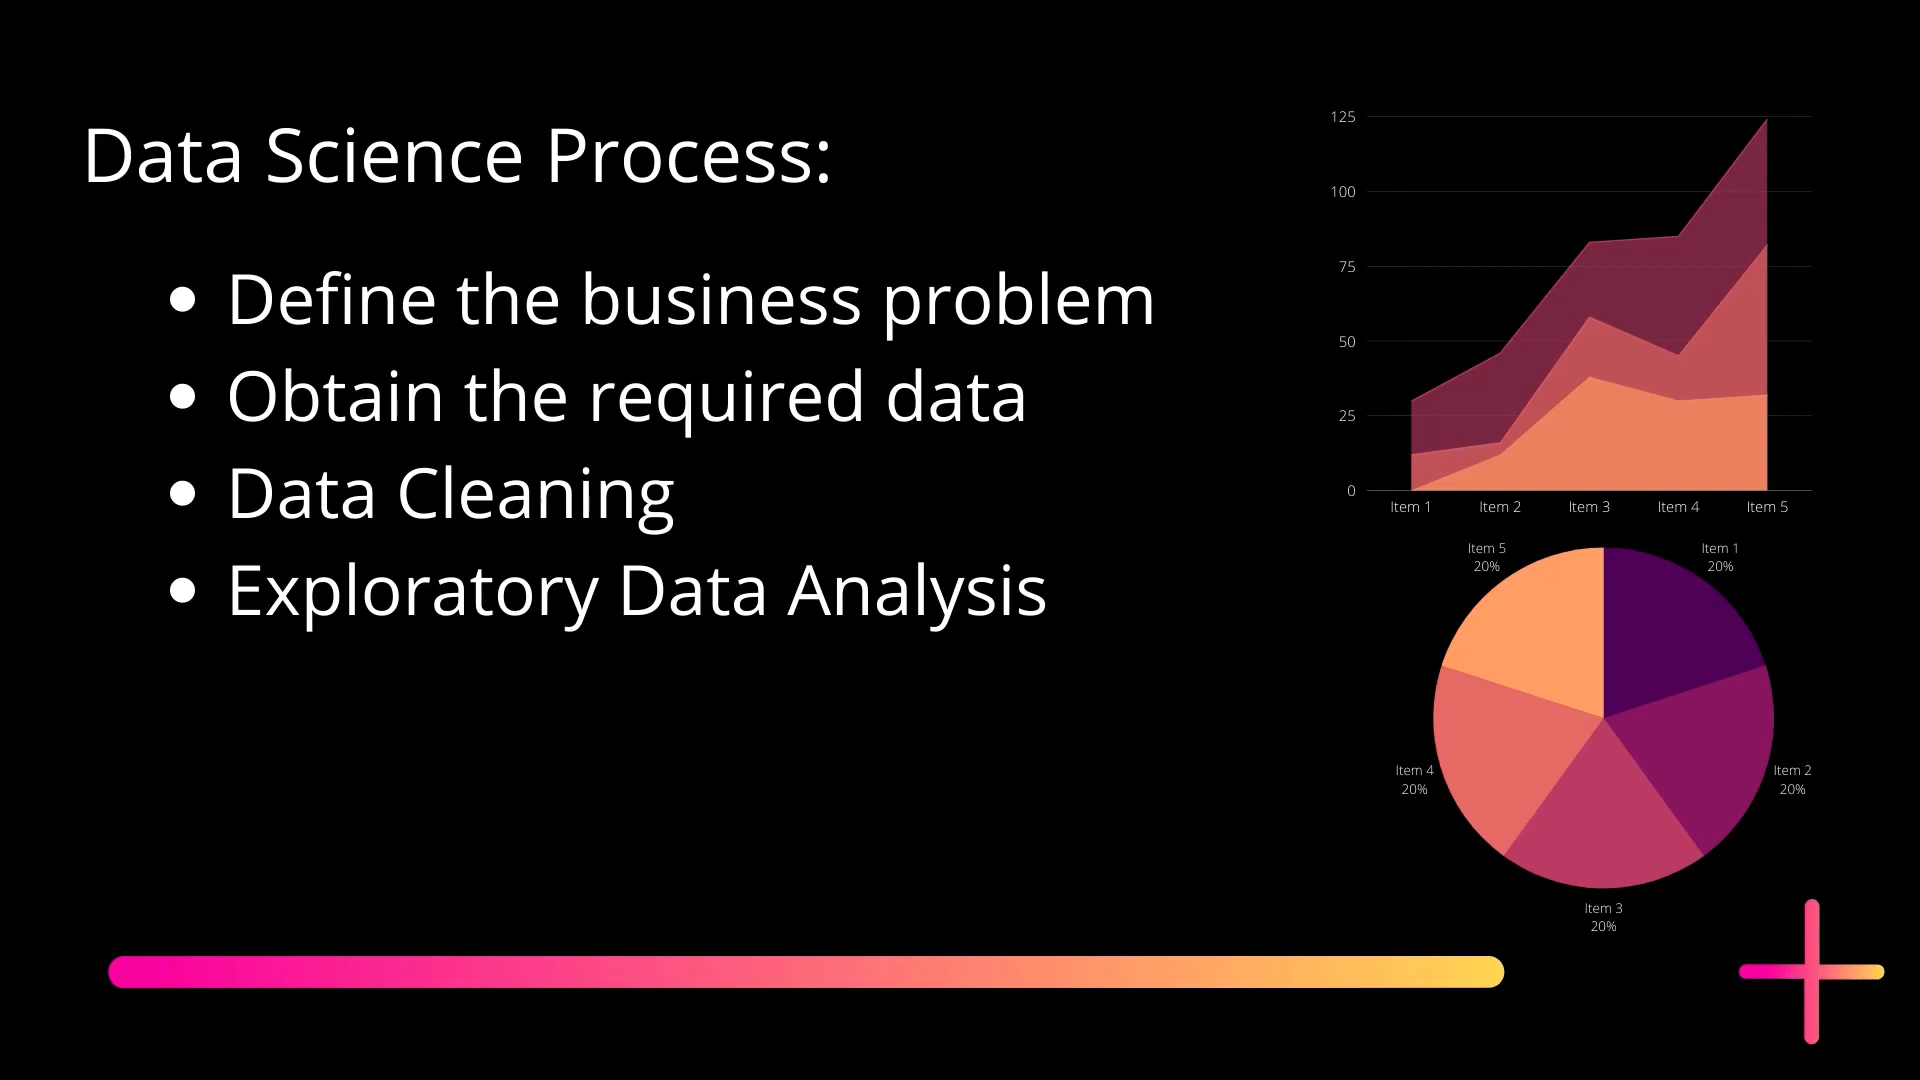 Data Science Process:
• Define the business problem
• Obtain the required data
• Data Cleaning
• Exploratory Data Analysis
125
100
75
50
25
0
Item 1 Item 2 Item 3 Item 4 Item 5
Item 5
20%
Item 1
20%
Item 4
20%
Item 2
20%
Item 3
20%